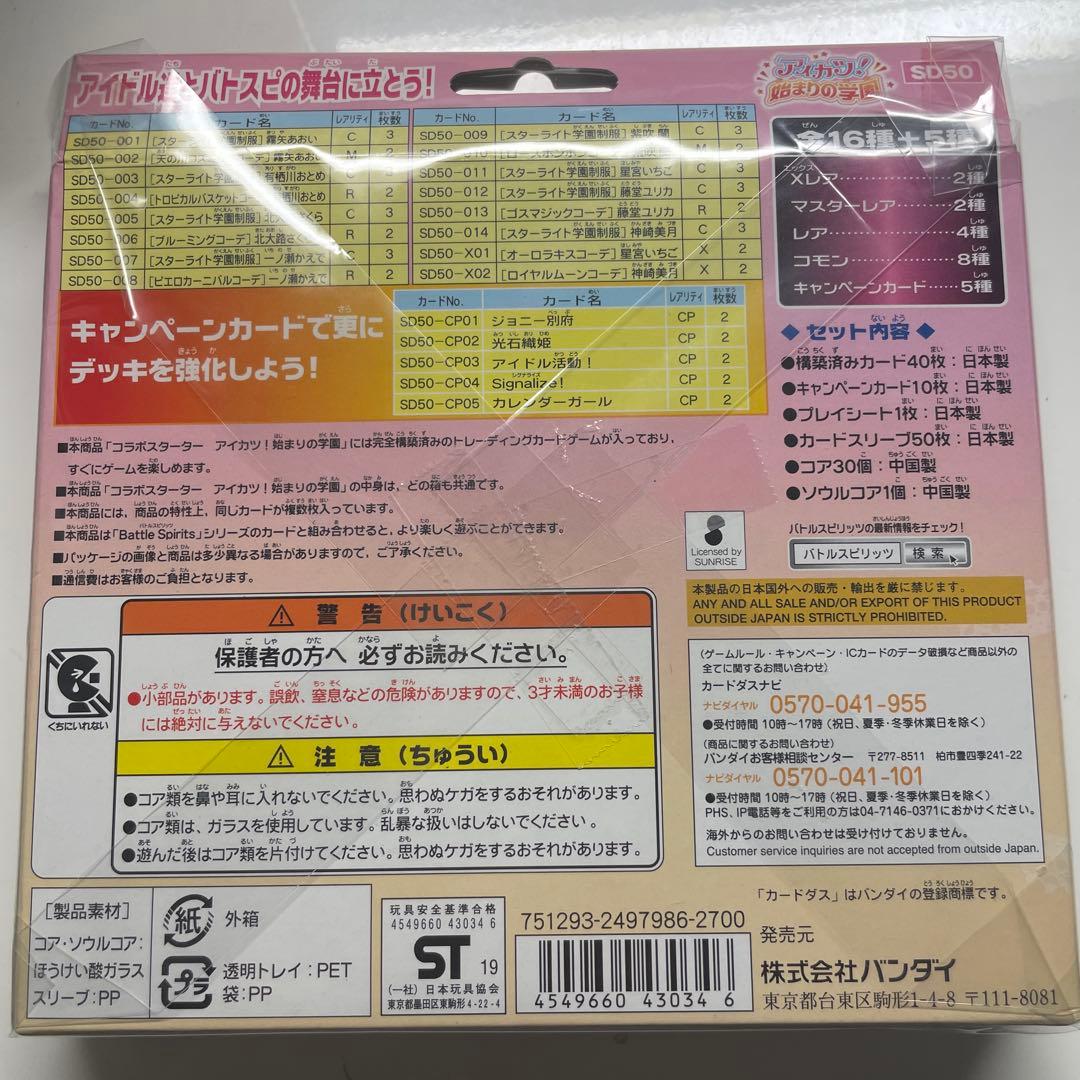 アイドル達とバトスピの舞台に立とう!
アイカツ!
始まりの学園
SD50
カードNo. カード名 レアリティ 枚数
SD50-001 [スターライト学園制服]霧矢あおい C 3
SD50-002 霧矢あおい M 2
SD50-003 [スターライト学園制服]有栖川おとめ C 3
SD50-004 [トロピカルバスケットコーデ]有栖川おとめ R 2
SD50-005 [スターライト学園制服] C 3
SD50-006 [ブルーミングコーデ]北大路さくら R 2
SD50-007 [スターライト学園制服]一ノ瀬かえで C 3
SD50-008 [ピエロカーニバルコーデ]一ノ瀬かえで R 2
カードNo. カード名 レアリティ 枚数
SD50-009 [スターライト学園制服]紫吹 蘭 C 3
SD50-011 [スターライト学園制服]星宮いちご C 3
SD50-012 [スターライト学園制服]藤堂ユリカ C 3
SD50-013 [ゴスマジックコーデ]藤堂ユリカ R 2
SD50-014 [スターライト学園制服]神崎美月 C 3
SD50-X01 [オーロラキスコーデ]星宮いちご X 2
SD50-X02 [ロイヤルムーンコーデ]神崎美月 X 2
全16種+5種
Xレア…………2種
マスターレア………2種
レア…………4種
コモン…………8種
キャンペーンカード……5種
キャンペーンカードで更に
デッキを強化しよう!
カードNo. カード名 レアリティ 枚数
SD50-CP01 ジョニー別府 CP 2
SD50-CP02 光石織姫 CP 2
SD50-CP03 アイドル活動! CP 2
SD50-CP04 Signalize! CP 2
SD50-CP05 カレンダーガール CP 2
◆ セット内容 ◆
●構築済みカード40枚:日本製
●キャンペーンカード10枚:日本製
●プレイシート1枚:日本製
●カードスリーブ50枚:日本製
●コア30個:中国製
●ソウルコア1個:中国製
■本商品「コラボスターター アイカツ!始まりの学園」には完全構築済みのトレーディングカードゲームが入っており、
すぐにゲームを楽しめます。
■本商品「コラボスターター アイカツ!始まりの学園」の中身は、どの箱も共通です。
■本商品には、商品の特性上、同じカードが複数枚入っています。
■本商品は「Battle Spirits」シリーズのカードと組み合わせると、より楽しく遊ぶことができます。
■パッケージの画像と商品は多少異なる場合がありますので、ご了承ください。
■通信費はお客様のご負担となります。
Licensed by
SUNRISE
バトルスピリッツの最新情報をチェック!
バトルスピリッツ 検索
本製品の日本国外への販売・輸出を厳に禁じます。
ANY AND ALL SALE AND/OR EXPORT OF THIS PRODUCT
OUTSIDE JAPAN IS STRICTLY PROHIBITED.
くちにいれない
警告(けいこく)
保護者の方へ 必ずお読みください。
●小部品があります。誤飲、窒息などの危険がありますので、3才未満のお子様
には絶対に与えないでください。
注意(ちゅうい)
●コア類を鼻や耳に入れないでください。思わぬケガをするおそれがあります。
●コア類は、ガラスを使用しています。乱暴な扱いはしないでください。
●遊んだ後はコア類を片付けてください。思わぬケガをするおそれがあります。
(ゲームルール・キャンペーン・ICカードのデータ破損など商品以外の
全てに関するお問い合わせ)
カードダスナビ
ナビダイヤル 0570-041-955
●受付時間 10時〜17時(祝日、夏季・冬季休業日を除く)
(商品に関するお問い合わせ)
バンダイお客様相談センター 〒277-8511 柏市豊四季241-22
ナビダイヤル 0570-041-101
●受付時間 10時〜17時(祝日、夏季・冬季休業日を除く)
PHS、IP電話等をご利用の方は04-7146-0371におかけください。
海外からのお問い合わせは受け付けておりません。
Customer service inquiries are not accepted from outside Japan.
「カードダス」はバンダイの登録商標です。
[製品素材]
コア・ソウルコア:
ほうけい酸ガラス
スリーブ:PP
紙 外箱
プラ 透明トレイ:PET
袋:PP
玩具安全基準合格
4549660 43034 6
ST 19
(一社)日本玩具協会
東京都墨田区東駒形4-22-4
751293-2497986-2700
4549660 430346
発売元
株式会社バンダイ
東京都台東区駒形1-4-8 〒111-8081